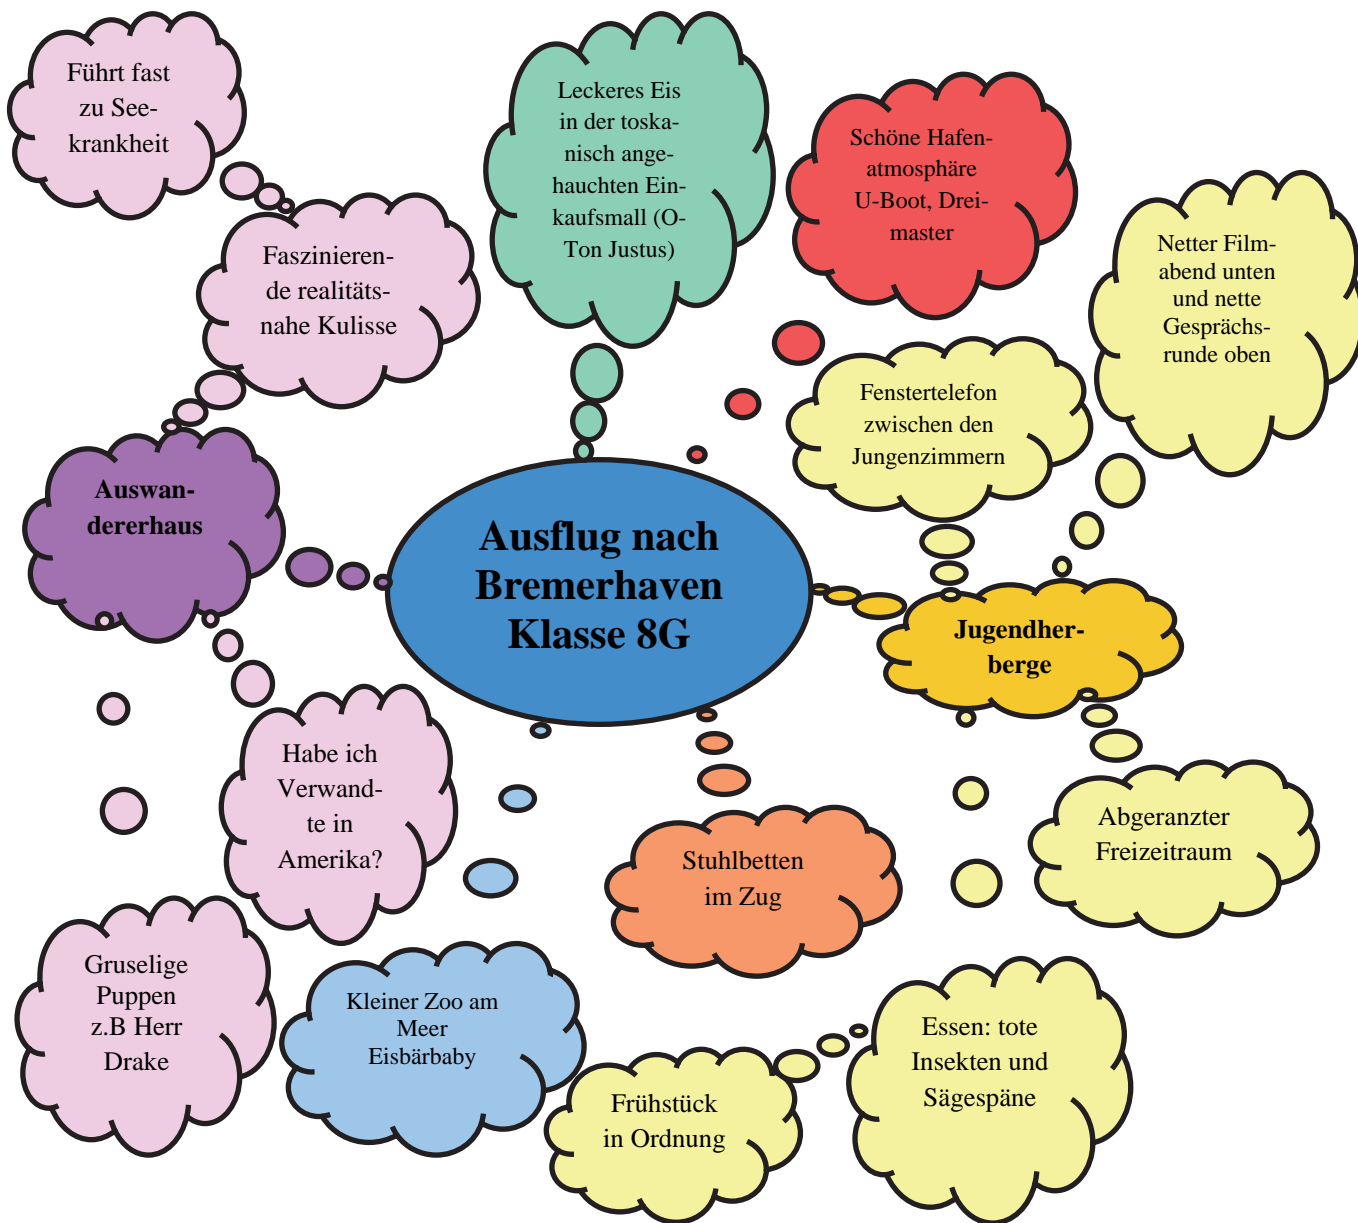 Führt fast
zu See-
krankheit
Leckeres Eis
in der toska-
nisch ange-
hauchten Ein-
kaufsmall (O-
Ton Justus)
Schöne Hafen-
atmosphäre
U-Boot, Drei-
master
Netter Film-
abend unten
und nette
Gesprächs-
runde oben
Faszinieren-
de realitäts-
nahe Kulisse
Fenstertelefon
zwischen den
Jungenzimmern
Auswan-
dererhaus
Ausflug nach
Bremerhaven
Klasse 8G
Jugendher-
berge
Habe ich
Verwand-
te in
Amerika?
Stuhlbetten
im Zug
Abgeranzter
Freizeitraum
Gruselige
Puppen
z.B Herr
Drake
Kleiner Zoo am
Meer
Eisbärbaby
Frühstück
in Ordnung
Essen: tote
Insekten und
Sägespäne